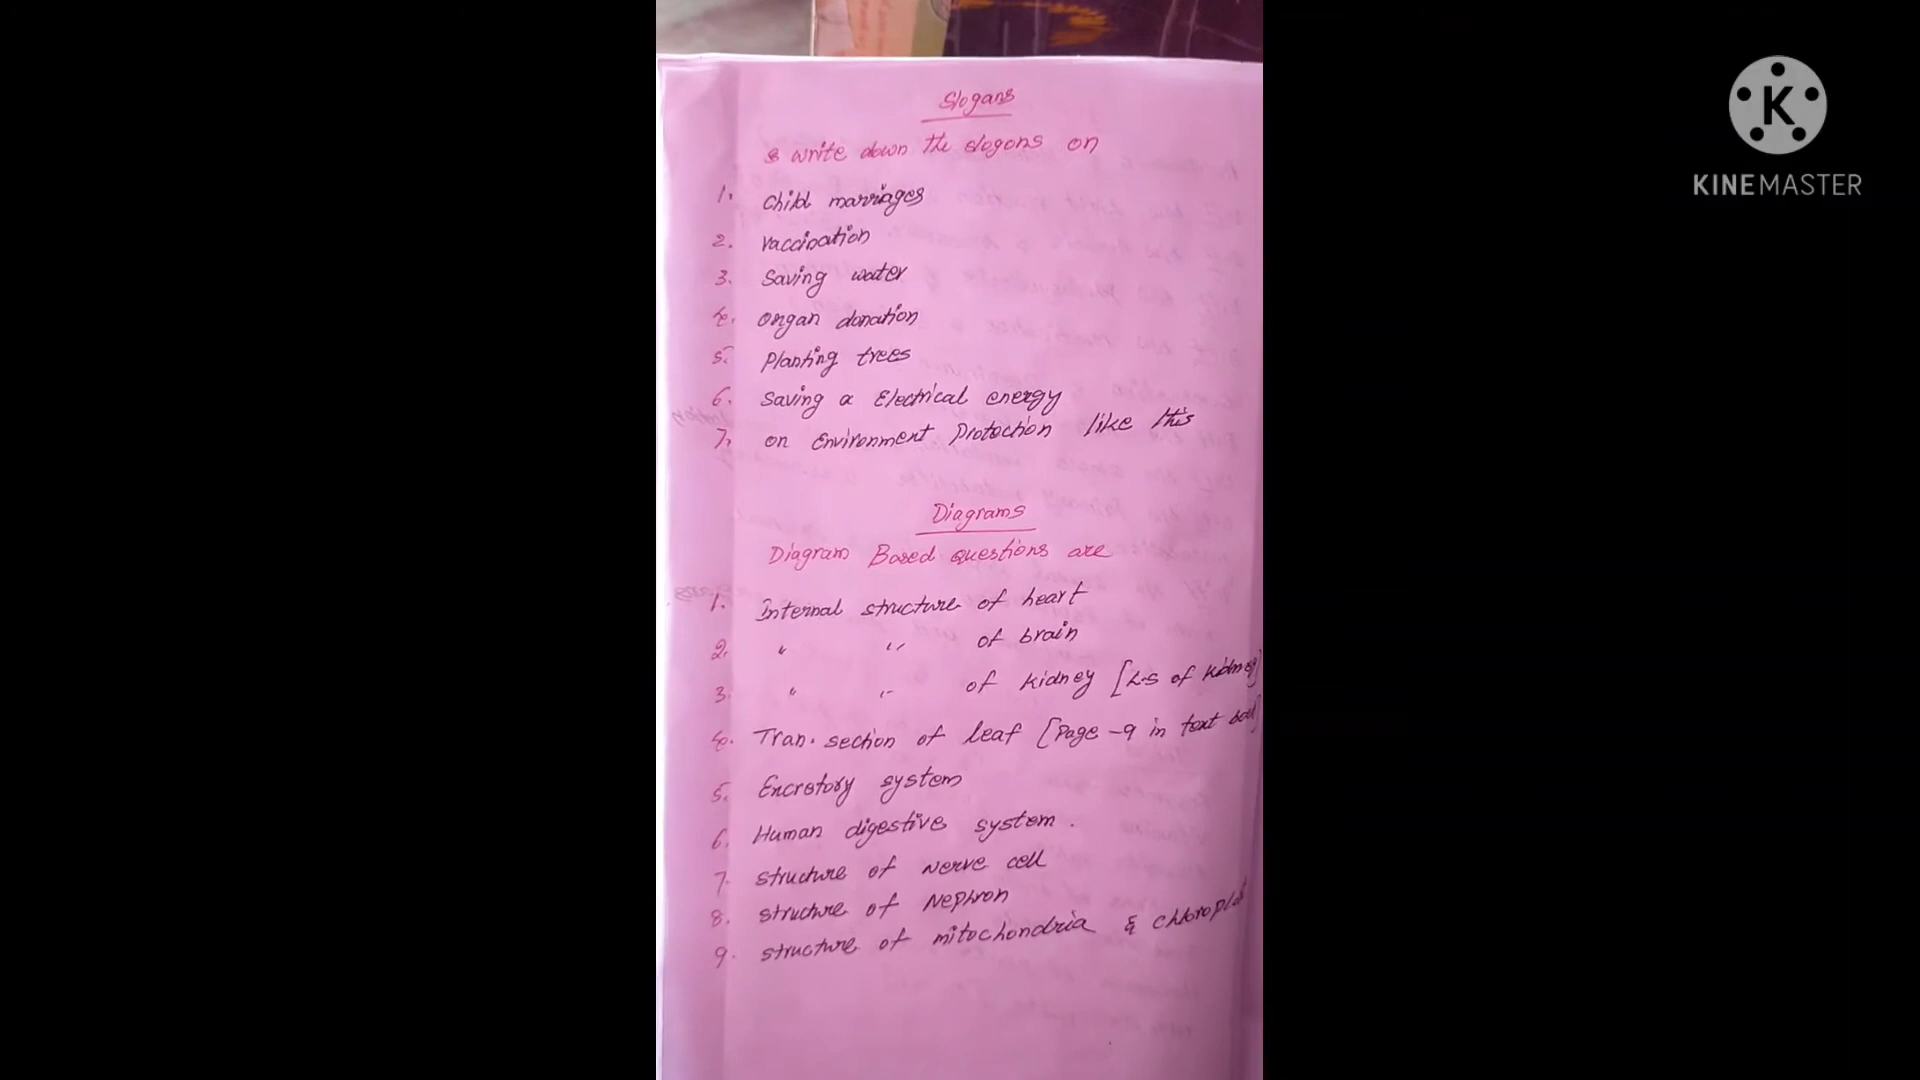 Slogans
& write down the slogons on
1. child marriages
2. vaccination
3. Saving water
4. organ donation
5. planting trees
6. Saving a Electrical energy
7. on Environment Protection like this
Diagrams
Diagram Based questions are
1. Internal structure of heart
2. " " of brain
3. " " of kidney [L.S of kidney]
4. Tran. section of leaf [Page -9 in text
5. Excretory system
6. Human digestive system.
7. structure of Nerve cell
8. structure of Nephron
9. structure of mitochondria &
KINEMASTER